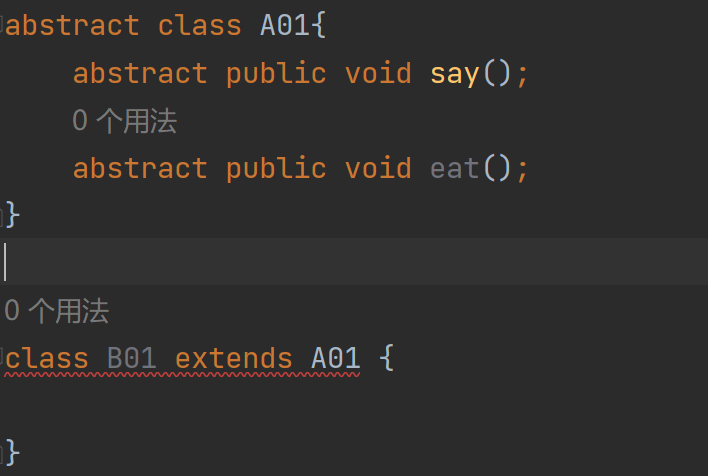 abstract class A01{
abstract public void say();
0 个用法
abstract public void eat();
}
0 个用法
class B01 extends A01 {
}